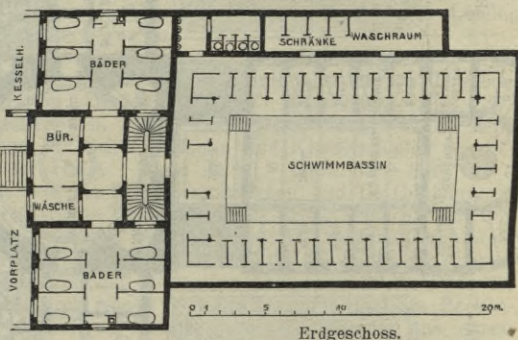 KESSELH.
BÄDER
SCHRÄNKE
WASCHRAUM
BÜR.
SCHWIMMBASSIN
WÄSCHE
VORPLATZ
BÄDER
0 1 5 10 20M.
Erdgeschoss.